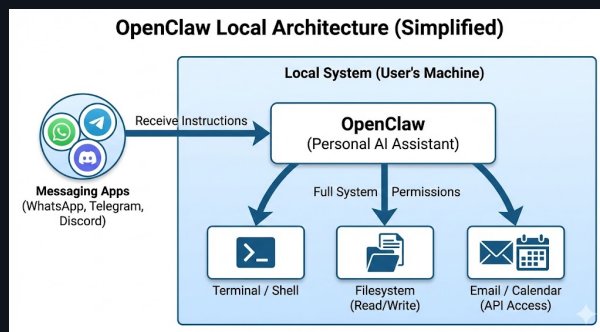 OpenClaw Local Architecture (Simplified)
Local System (User's Machine)
Receive Instructions
OpenClaw
(Personal AI Assistant)
Messaging Apps
(WhatsApp, Telegram,
Discord)
Full System Permissions
Terminal / Shell
Filesystem
(Read/Write)
Email / Calendar
(API Access)